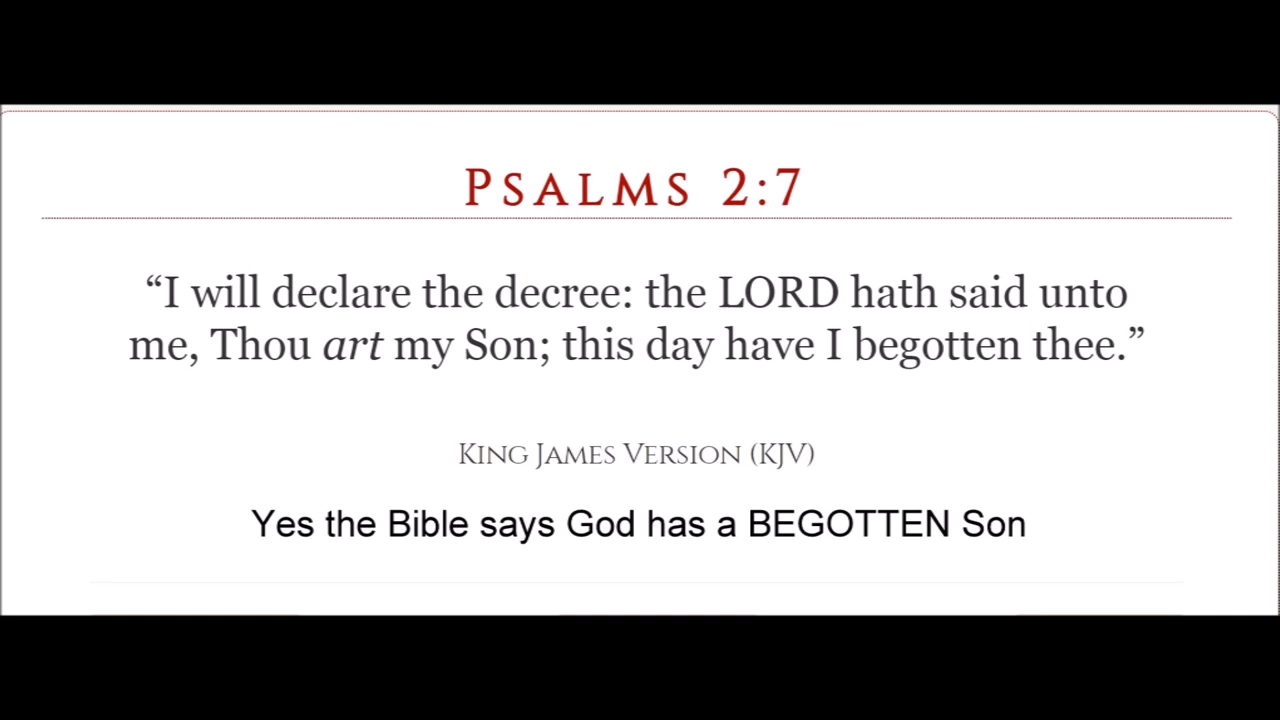 PSALMS 2:7
“I will declare the decree: the LORD hath said unto
me, Thou art my Son; this day have I begotten thee.”
KING JAMES VERSION (KJV)
Yes the Bible says God has a BEGOTTEN Son